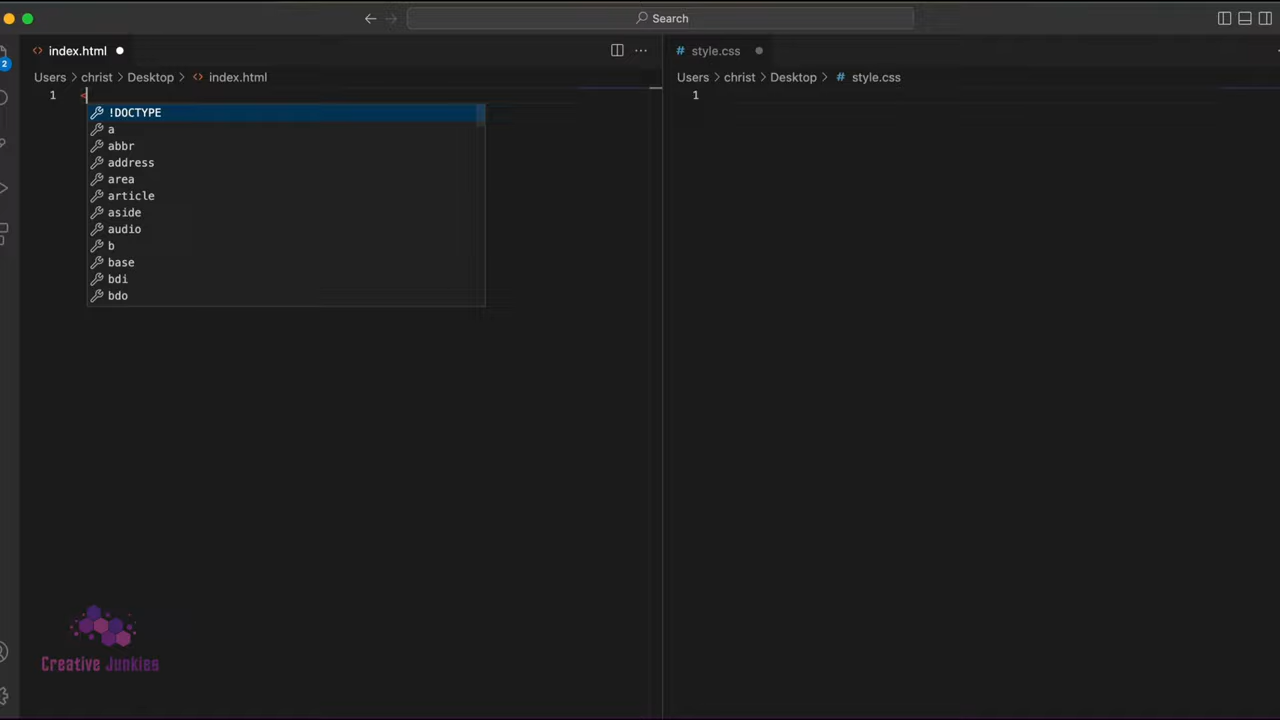 Search
index.html
style.css
2
Users > christ > Desktop > <> index.html
Users > christ > Desktop > # style.css
1 <
1
!DOCTYPE
a
abbr
address
area
article
aside
audio
b
base
bdi
bdo
Creative Junkies